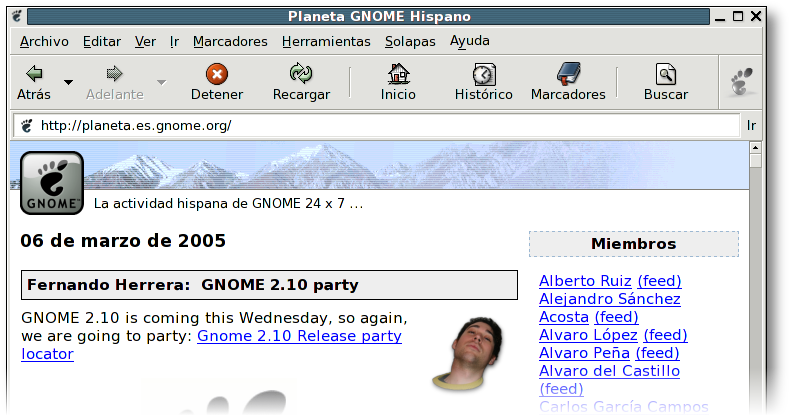 Planeta GNOME Hispano
Archivo Editar Ver Ir Marcadores Herramientas Solapas Ayuda
Atrás Adelante Detener Recargar Inicio Histórico Marcadores Buscar
http://planeta.es.gnome.org/ Ir
GNOME™
La actividad hispana de GNOME 24 x 7 ...
06 de marzo de 2005
Fernando Herrera: GNOME 2.10 party
GNOME 2.10 is coming this Wednesday, so again,
we are going to party: Gnome 2.10 Release party
locator
Miembros
Alberto Ruiz (feed)
Alejandro Sánchez
Acosta (feed)
Alvaro López (feed)
Alvaro Peña (feed)
Alvaro del Castillo
(feed)
Carlos García Campos